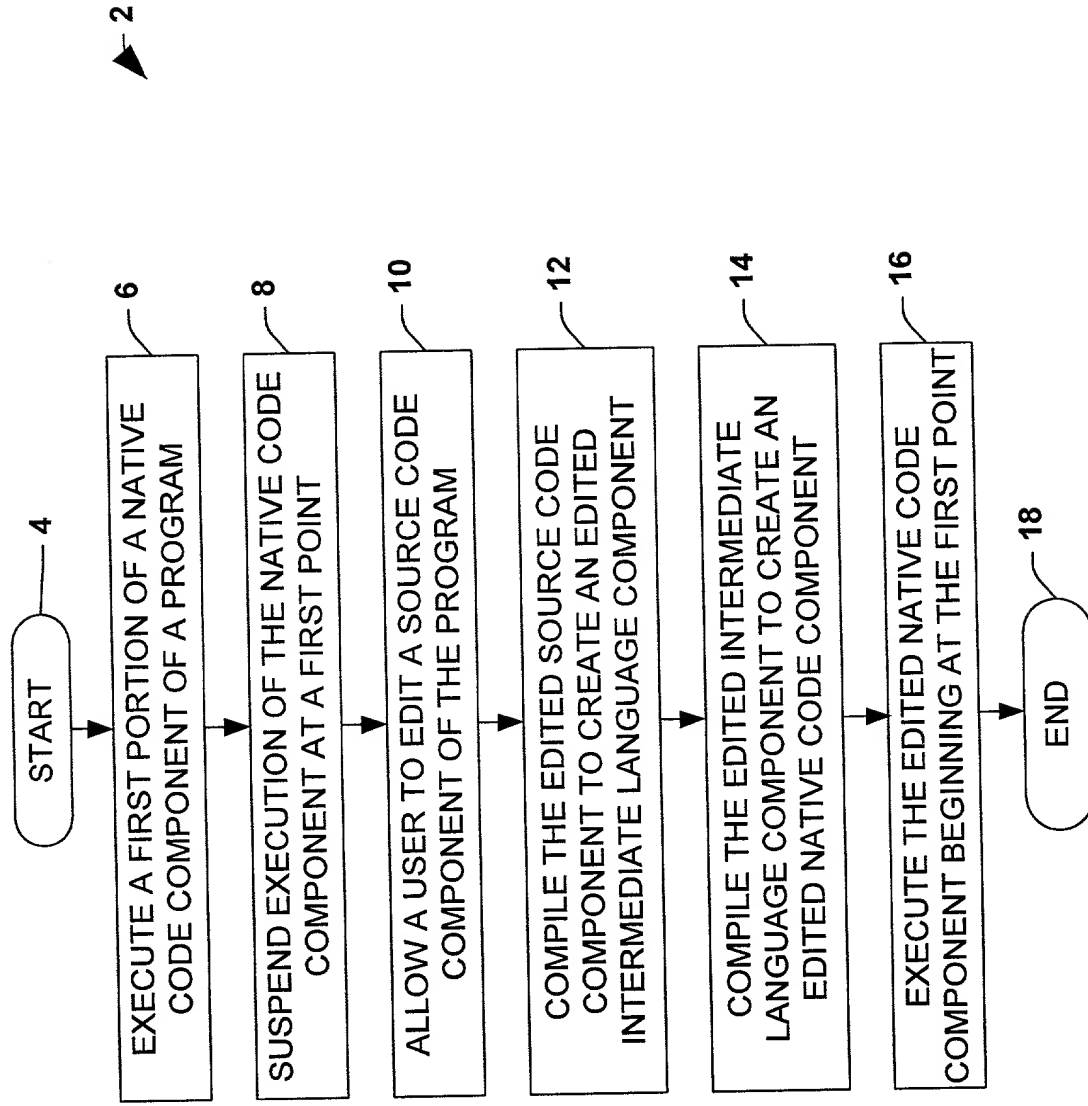 2
START
4
EXECUTE A FIRST PORTION OF A NATIVE
CODE COMPONENT OF A PROGRAM
6
SUSPEND EXECUTION OF THE NATIVE CODE
COMPONENT AT A FIRST POINT
8
ALLOW A USER TO EDIT A SOURCE CODE
COMPONENT OF THE PROGRAM
10
COMPILE THE EDITED SOURCE CODE
COMPONENT TO CREATE AN EDITED
INTERMEDIATE LANGUAGE COMPONENT
12
COMPILE THE EDITED INTERMEDIATE
LANGUAGE COMPONENT TO CREATE AN
EDITED NATIVE CODE COMPONENT
14
EXECUTE THE EDITED NATIVE CODE
COMPONENT BEGINNING AT THE FIRST POINT
16
END
18